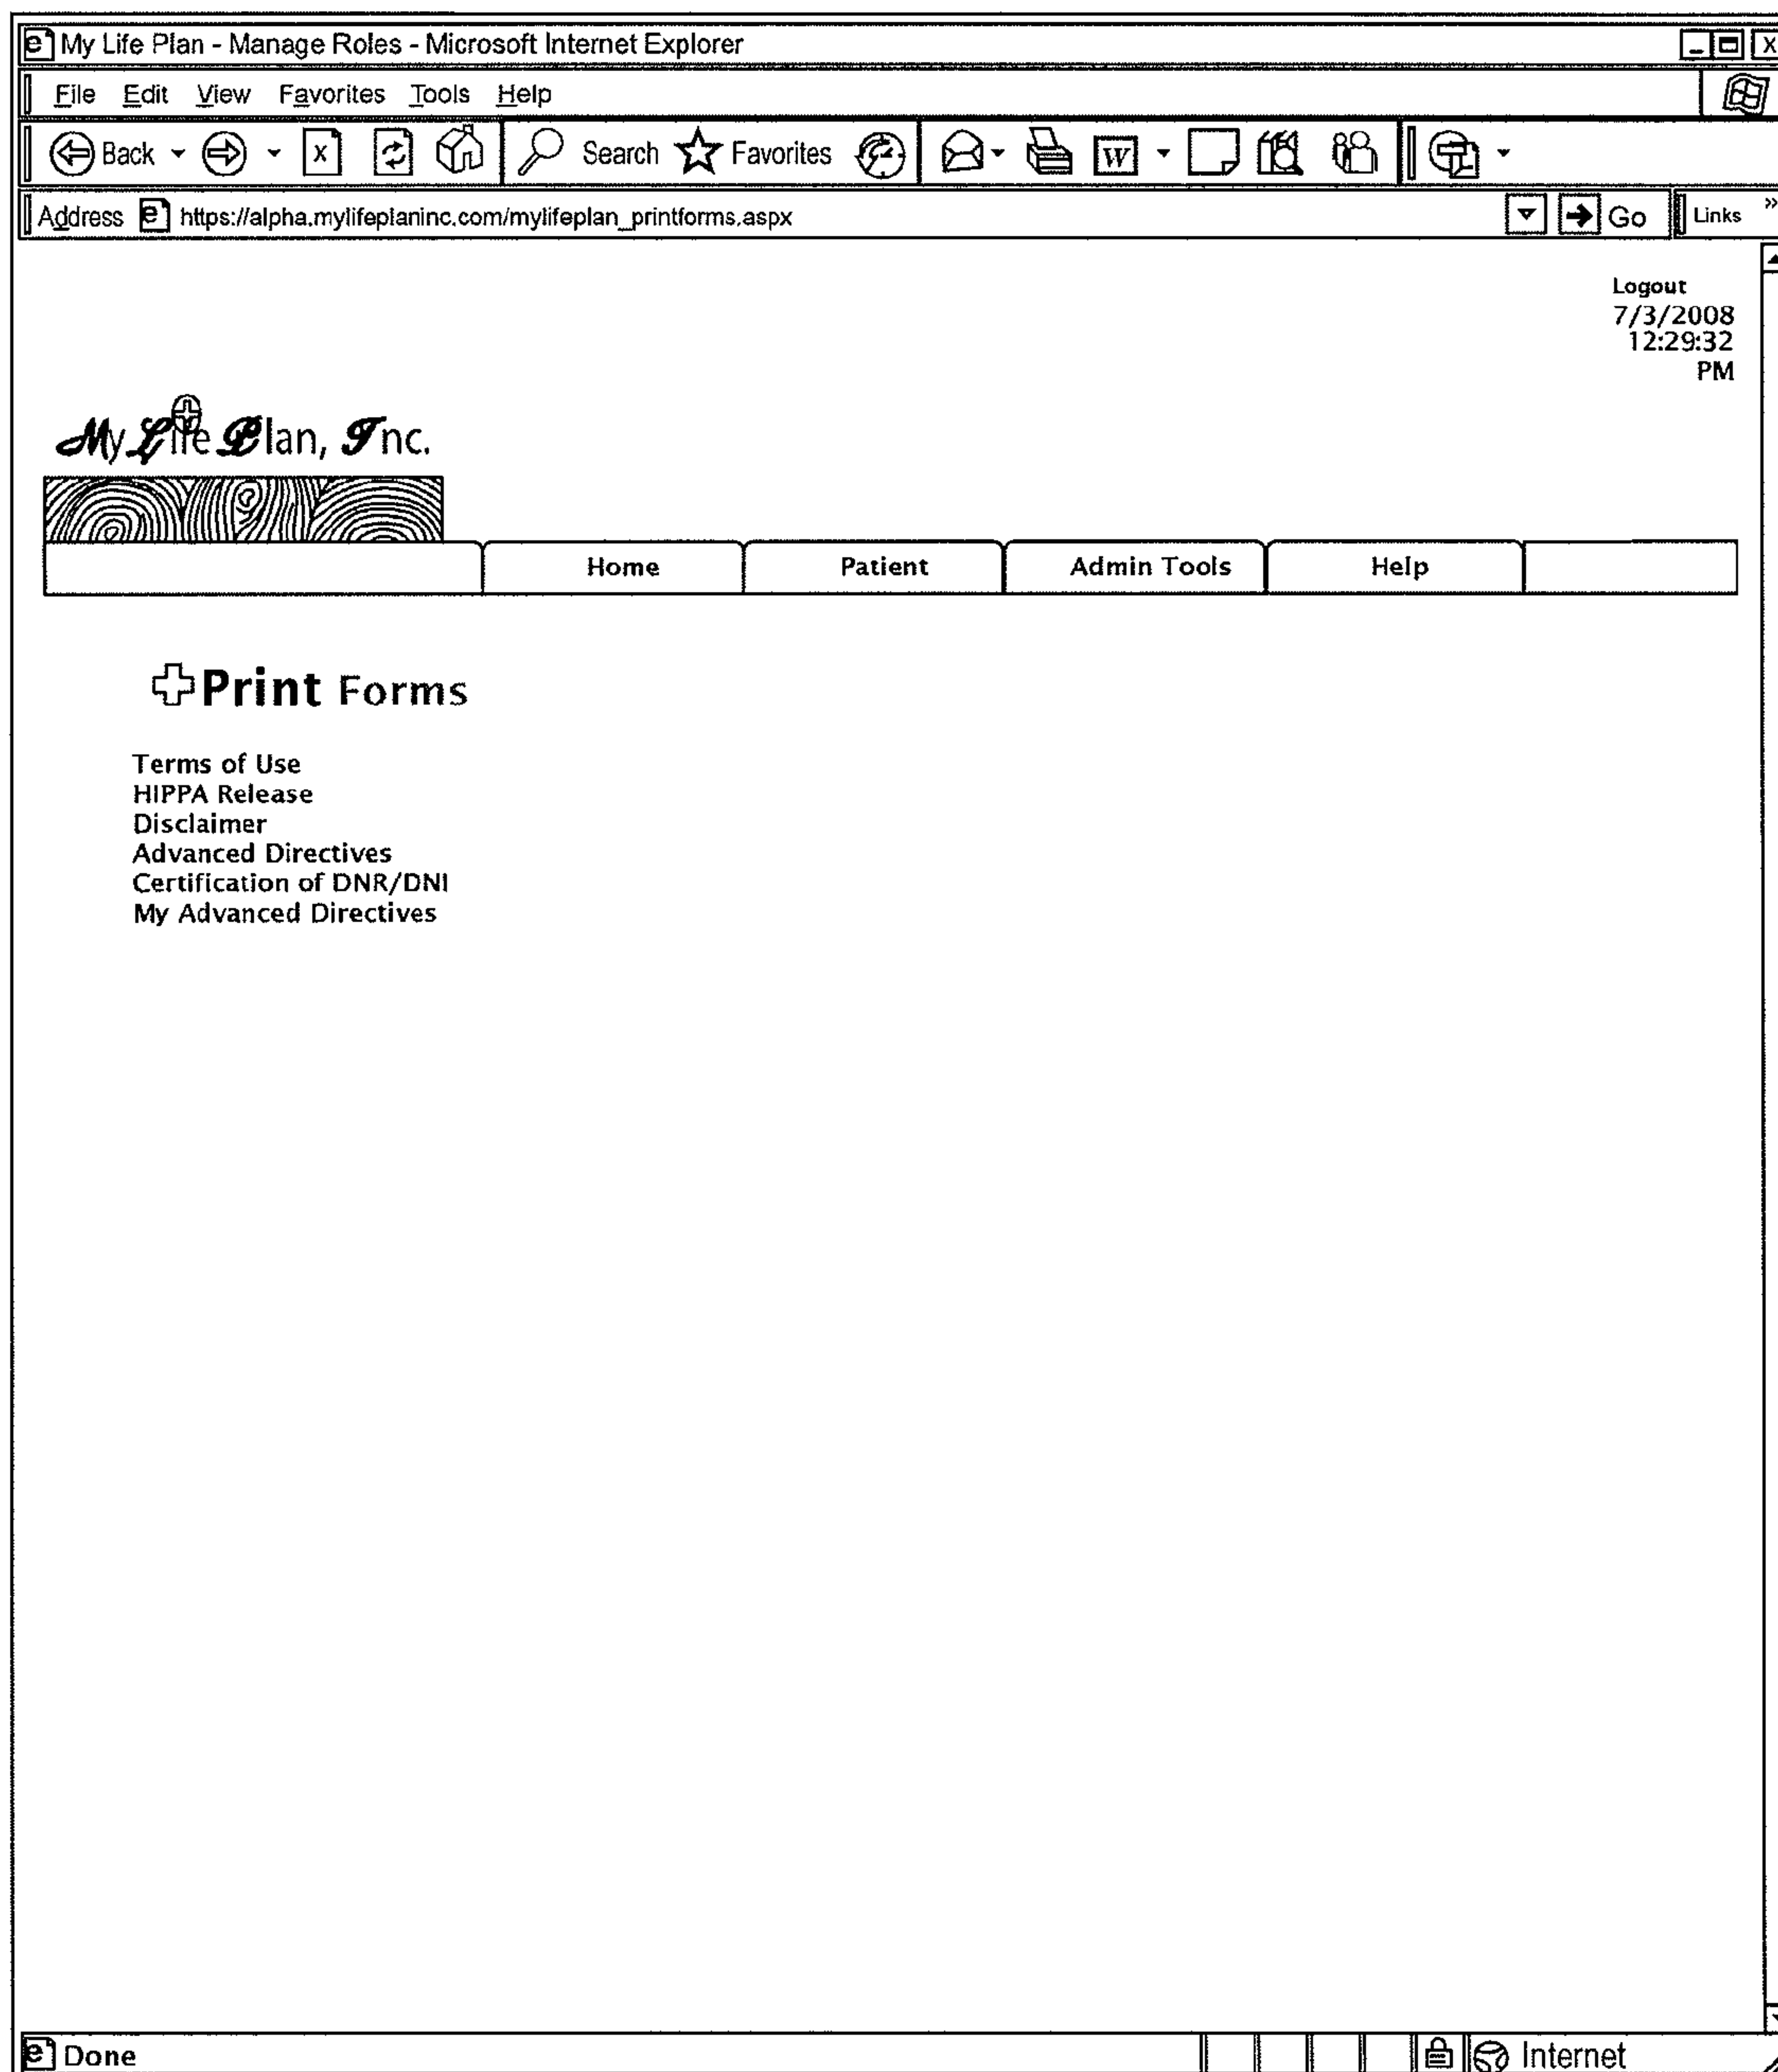 My Life Plan - Manage Roles - Microsoft Internet Explorer
File Edit View Favorites Tools Help
Back Search Favorites W
Address https://alpha.mylifeplaninc.com/mylifeplan_printforms.aspx Go Links »
Logout
7/3/2008
12:29:32
PM
My Life Plan, Inc.
Home Patient Admin Tools Help
Print Forms
Terms of Use
HIPPA Release
Disclaimer
Advanced Directives
Certification of DNR/DNI
My Advanced Directives
Done Internet